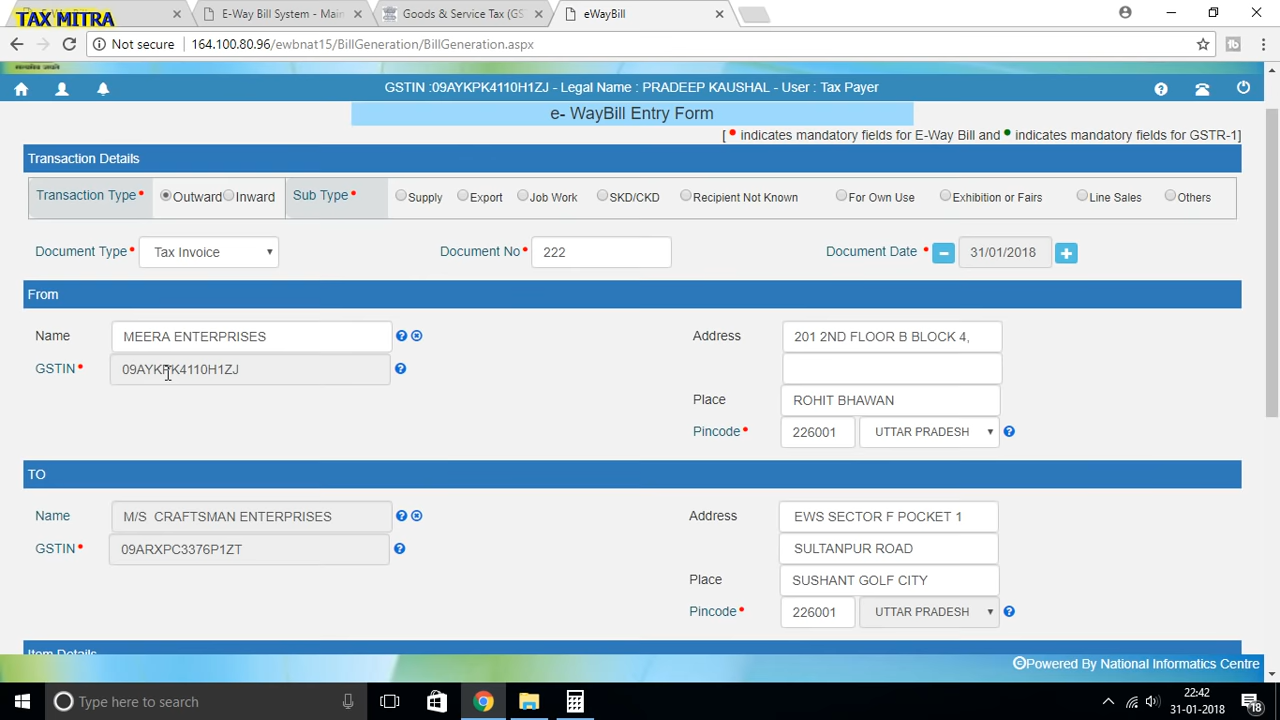 TAX MITRA
E-Way Bill System - Main
Goods & Service Tax (GS
eWayBill
Not secure 164.100.80.96/ewbnat15/BillGeneration/BillGeneration.aspx
GSTIN :09AYKPK4110H1ZJ - Legal Name : PRADEEP KAUSHAL - User : Tax Payer
e- WayBill Entry Form
[ • indicates mandatory fields for E-Way Bill and • indicates mandatory fields for GSTR-1]
Transaction Details
Transaction Type • Outward Inward Sub Type • Supply Export Job Work SKD/CKD Recipient Not Known For Own Use Exhibition or Fairs Line Sales Others
Document Type • Tax Invoice Document No • 222 Document Date • 31/01/2018
From
Name MEERA ENTERPRISES Address 201 2ND FLOOR B BLOCK 4,
GSTIN • 09AYKPK4110H1ZJ
Place ROHIT BHAWAN
Pincode • 226001 UTTAR PRADESH
TO
Name M/S CRAFTSMAN ENTERPRISES Address EWS SECTOR F POCKET 1
GSTIN • 09ARXPC3376P1ZT SULTANPUR ROAD
Place SUSHANT GOLF CITY
Pincode • 226001 UTTAR PRADESH
Item Details
©Powered By National Informatics Centre
Type here to search
22:42
31-01-2018
18